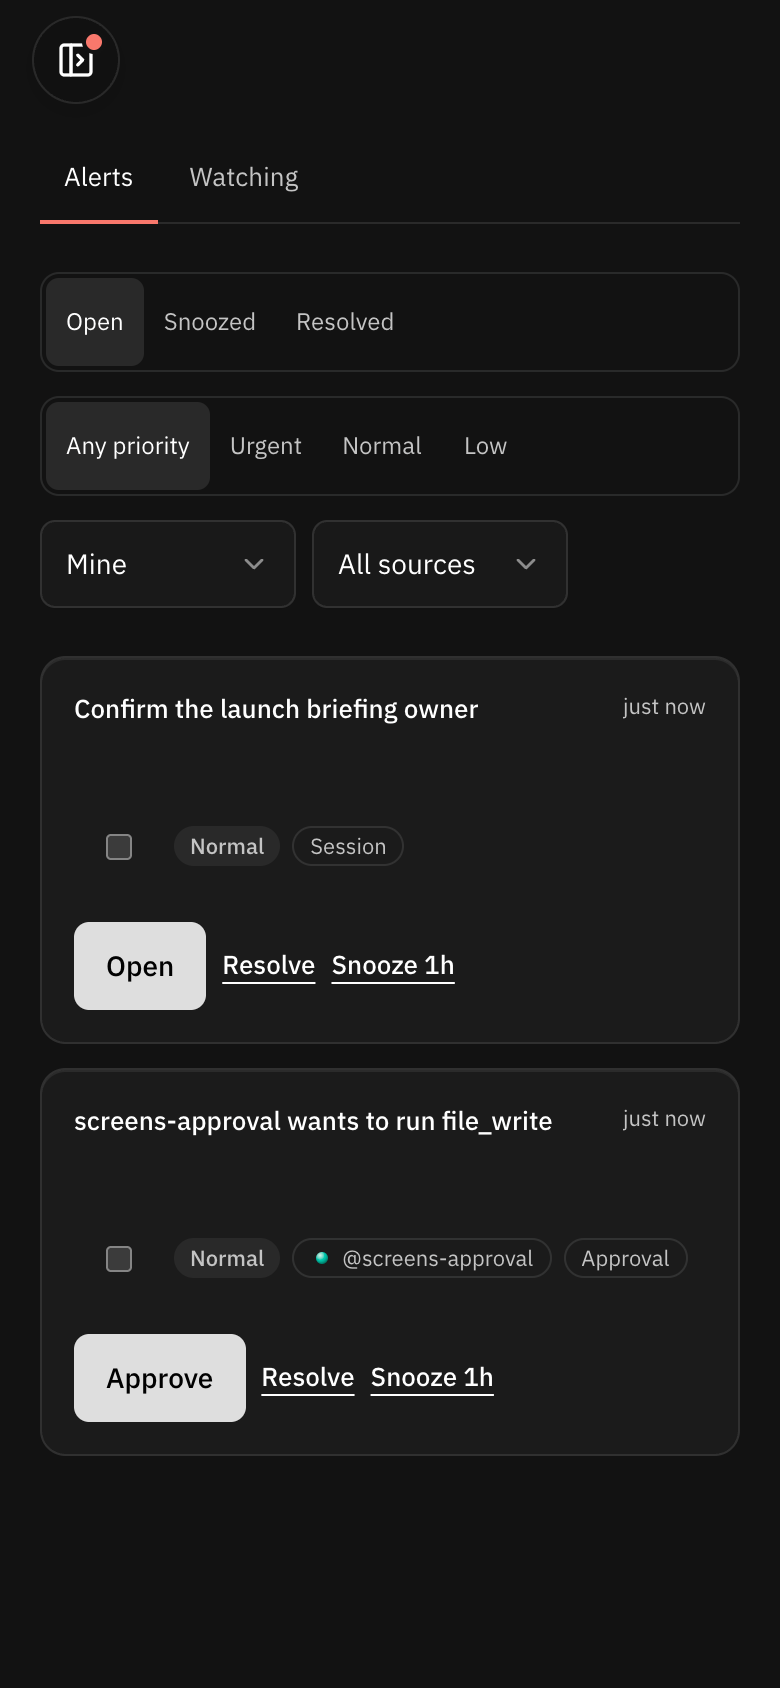 Alerts Watching
Open Snoozed Resolved
Any priority Urgent Normal Low
Mine All sources
Confirm the launch briefing owner just now
Normal Session
Open Resolve Snooze 1h
screens-approval wants to run file_write just now
Normal @screens-approval Approval
Approve Resolve Snooze 1h